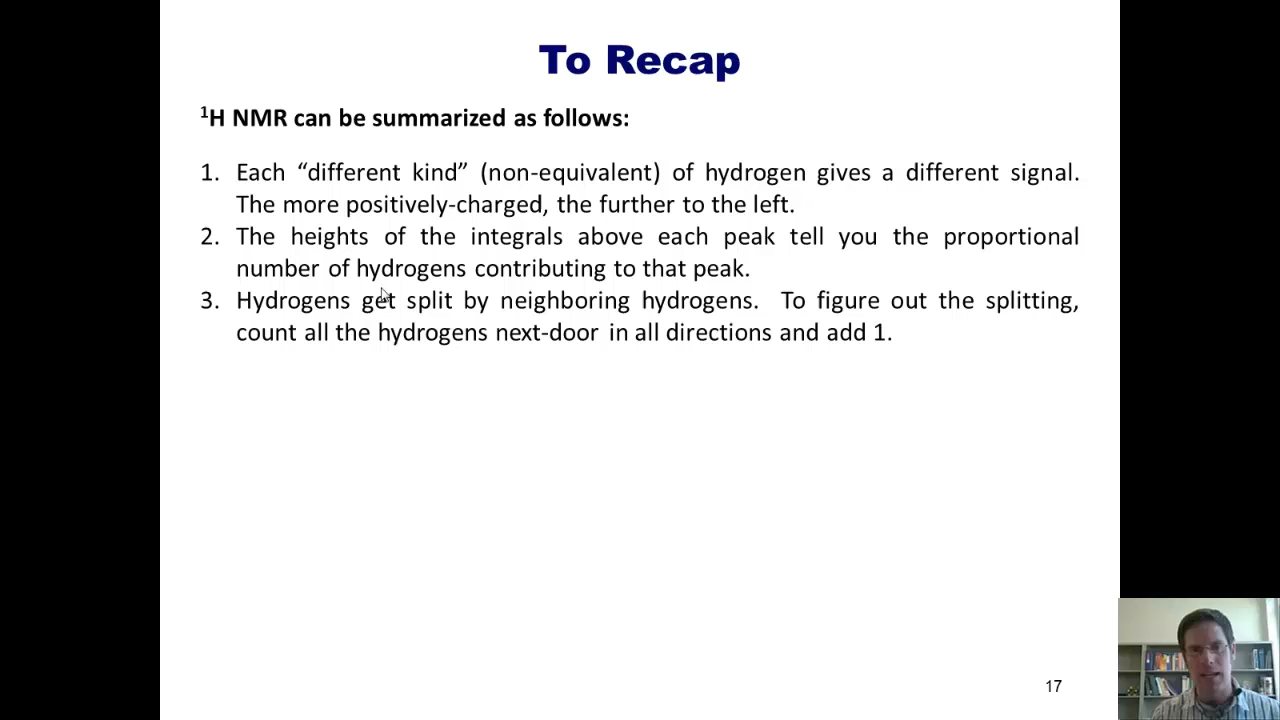 To Recap
¹H NMR can be summarized as follows:
1. Each “different kind” (non-equivalent) of hydrogen gives a different signal.
The more positively-charged, the further to the left.
2. The heights of the integrals above each peak tell you the proportional
number of hydrogens contributing to that peak.
3. Hydrogens get split by neighboring hydrogens. To figure out the splitting,
count all the hydrogens next-door in all directions and add 1.
17